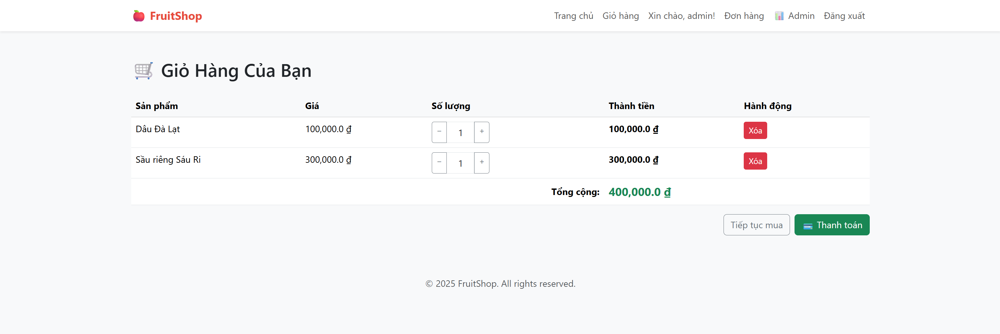 FruitShop Trang chủ Giỏ hàng Xin chào, admin! Đơn hàng Admin Đăng xuất
Giỏ Hàng Của Bạn
Sản phẩm Giá Số lượng Thành tiền Hành động
Dâu Đà Lạt 100,000.0 ₫ − 1 + 100,000.0 ₫ Xóa
Sầu riêng Sáu Ri 300,000.0 ₫ − 1 + 300,000.0 ₫ Xóa
Tổng cộng: 400,000.0 ₫
Tiếp tục mua Thanh toán
© 2025 FruitShop. All rights reserved.